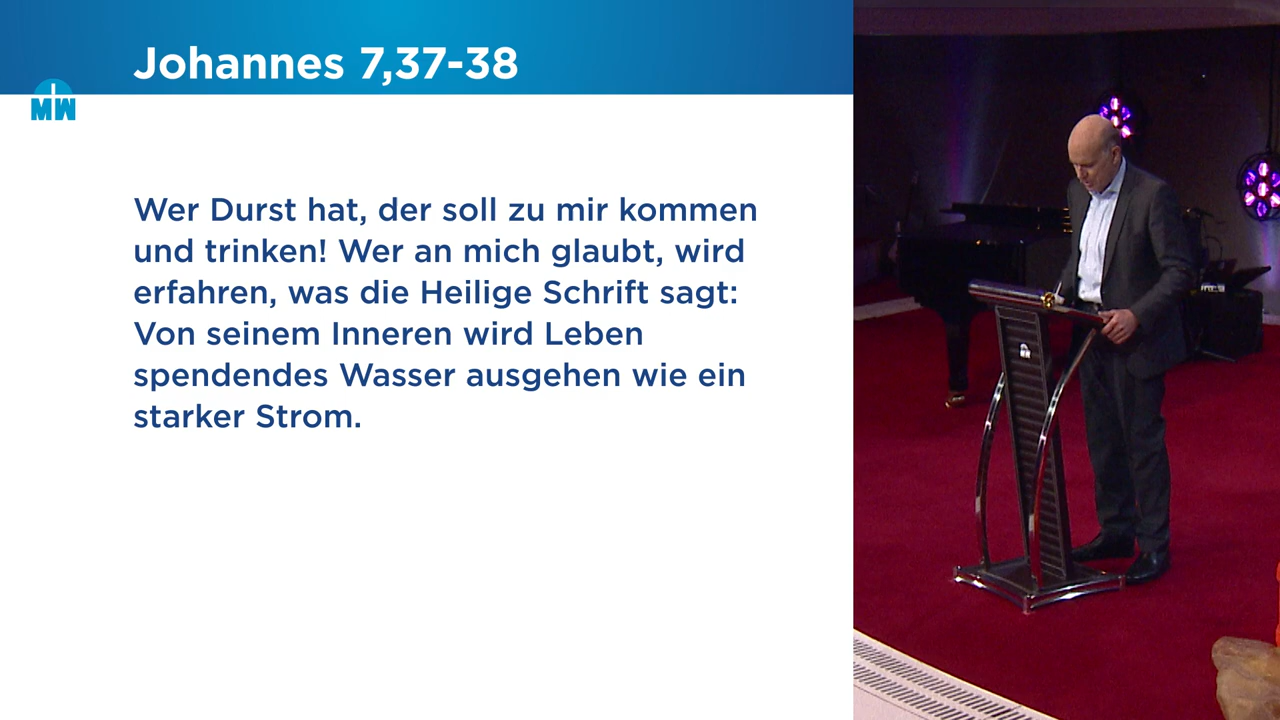 Johannes 7,37-38
MW
Wer Durst hat, der soll zu mir kommen
und trinken! Wer an mich glaubt, wird
erfahren, was die Heilige Schrift sagt:
Von seinem Inneren wird Leben
spendendes Wasser ausgehen wie ein
starker Strom.